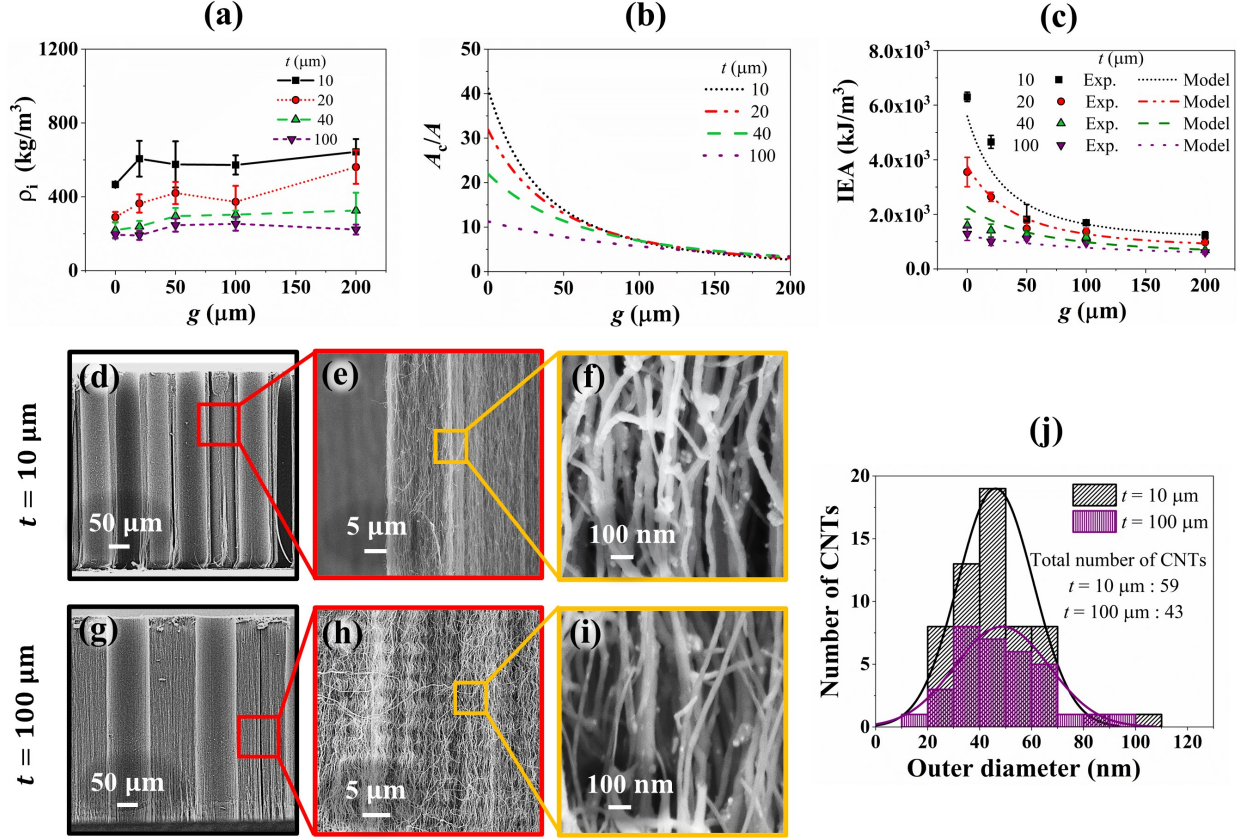 (a)
1200
800
400
0
ρi (kg/m³)
t (μm)
10
20
40
100
0 50 100 150 200
g (μm)
(b)
50
40
30
20
10
0
Ac/A
t (μm)
10
20
40
100
0 50 100 150 200
g (μm)
(c)
8.0x10³
6.0x10³
4.0x10³
2.0x10³
0.0
IEA (kJ/m³)
t (μm)
10 Exp. Model
20 Exp. Model
40 Exp. Model
100 Exp. Model
0 50 100 150 200
g (μm)
t = 10 μm
(d)
50 μm
(e)
5 μm
(f)
100 nm
t = 100 μm
(g)
50 μm
(h)
5 μm
(i)
100 nm
(j)
20
15
10
5
0
Number of CNTs
t = 10 μm
t = 100 μm
Total number of CNTs
t = 10 μm : 59
t = 100 μm : 43
0 20 40 60 80 100 120
Outer diameter (nm)